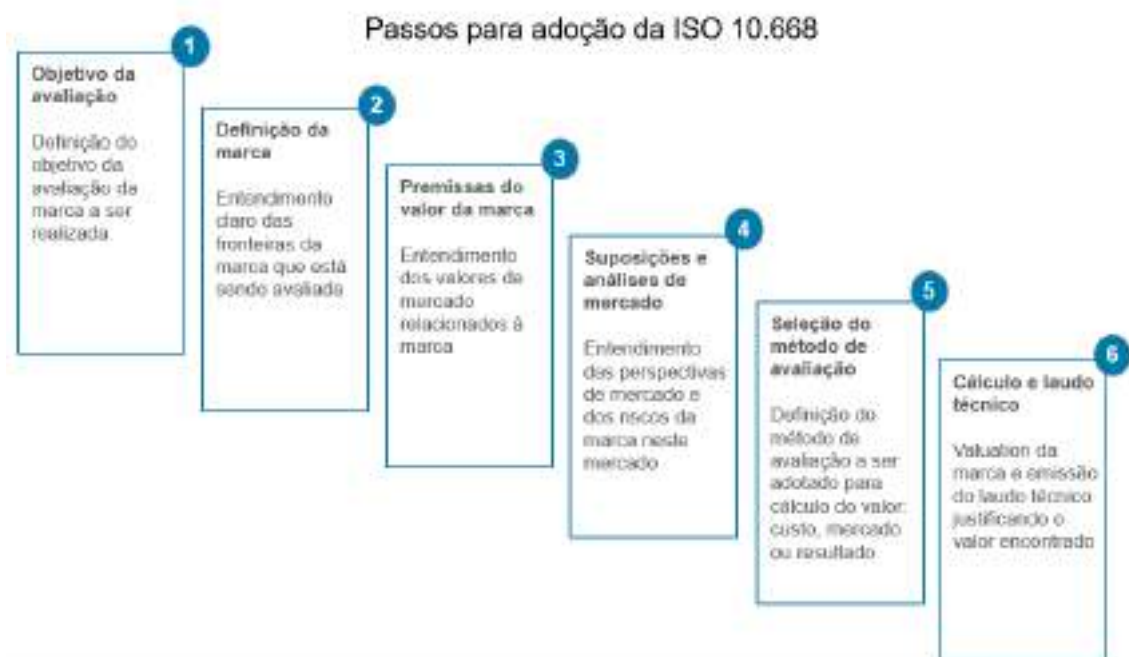 Passos para adoção da ISO 10.668
1
Objetivo da
avaliação
Definição do
objetivo da
avaliação da
marca a ser
realizada
2
Definição da
marca
Entendimento
claro das
fronteiras da
marca que está
sendo avaliada
3
Premissas do
valor da marca
Entendimento
dos valores de
mercado
relacionados à
marca
4
Suposições e
análises de
mercado
Entendimento
das perspectivas
de mercado e
dos riscos da
marca neste
mercado
5
Seleção do
método de
avaliação
Definição do
método de
avaliação a ser
adotado para
cálculo do valor:
custo, mercado
ou resultado
6
Cálculo e laudo
técnico
Valuation da
marca e emissão
do laudo técnico
justificando o
valor encontrado